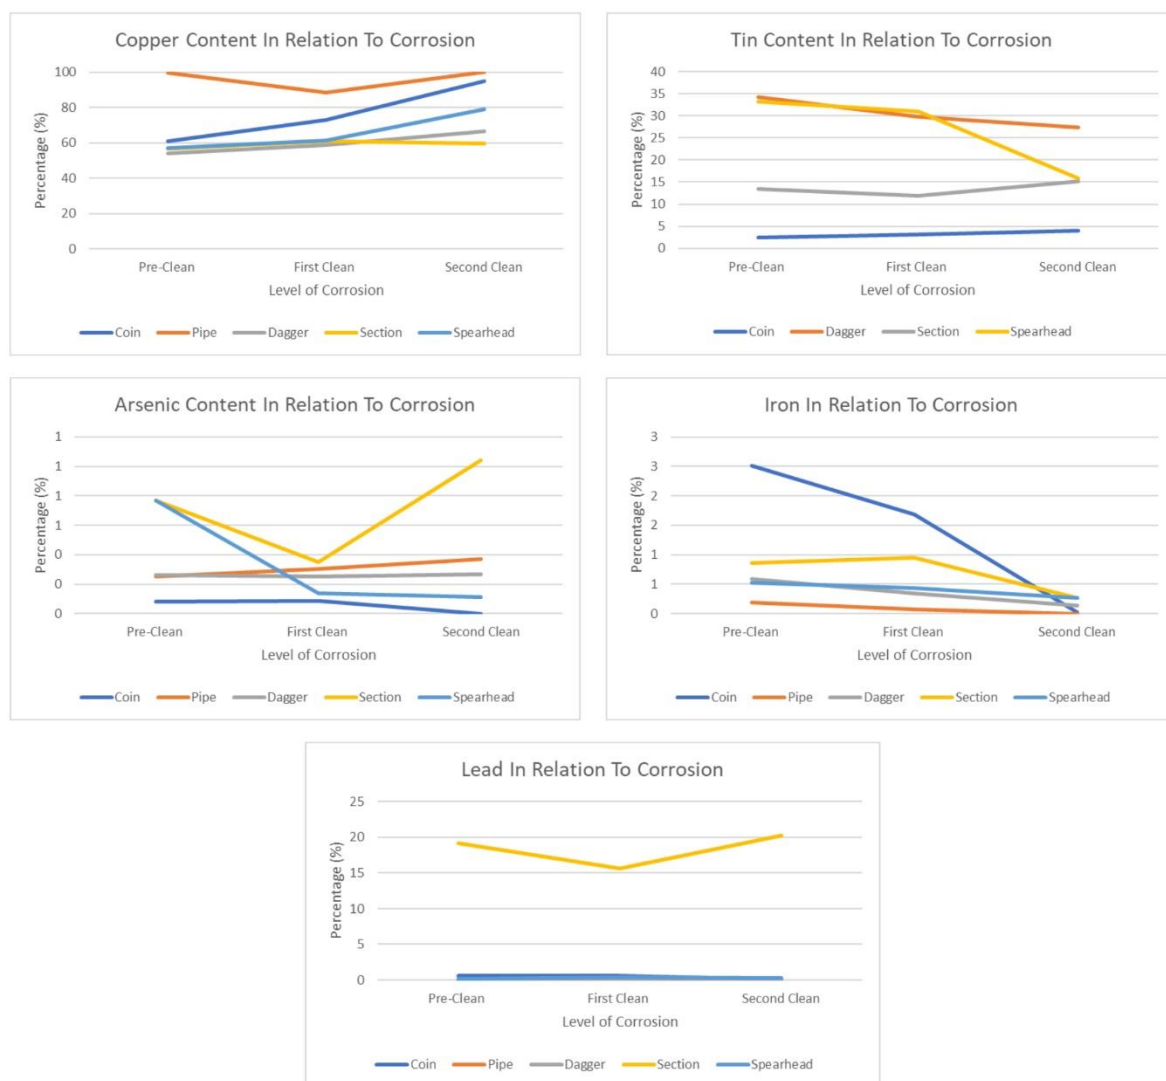 Copper Content In Relation To Corrosion
Percentage (%)
100
80
60
40
20
0
Pre-Clean First Clean Second Clean
Level of Corrosion
Coin Pipe Dagger Section Spearhead
Tin Content In Relation To Corrosion
Percentage (%)
40
35
30
25
20
15
10
5
0
Pre-Clean First Clean Second Clean
Level of Corrosion
Coin Dagger Section Spearhead
Arsenic Content In Relation To Corrosion
Percentage (%)
1
1
1
1
0
0
0
Pre-Clean First Clean Second Clean
Level of Corrosion
Coin Pipe Dagger Section Spearhead
Iron In Relation To Corrosion
Percentage (%)
3
3
2
2
1
1
0
Pre-Clean First Clean Second Clean
Level of Corrosion
Coin Pipe Dagger Section Spearhead
Lead In Relation To Corrosion
Percentage (%)
25
20
15
10
5
0
Pre-Clean First Clean Second Clean
Level of Corrosion
Coin Pipe Dagger Section Spearhead